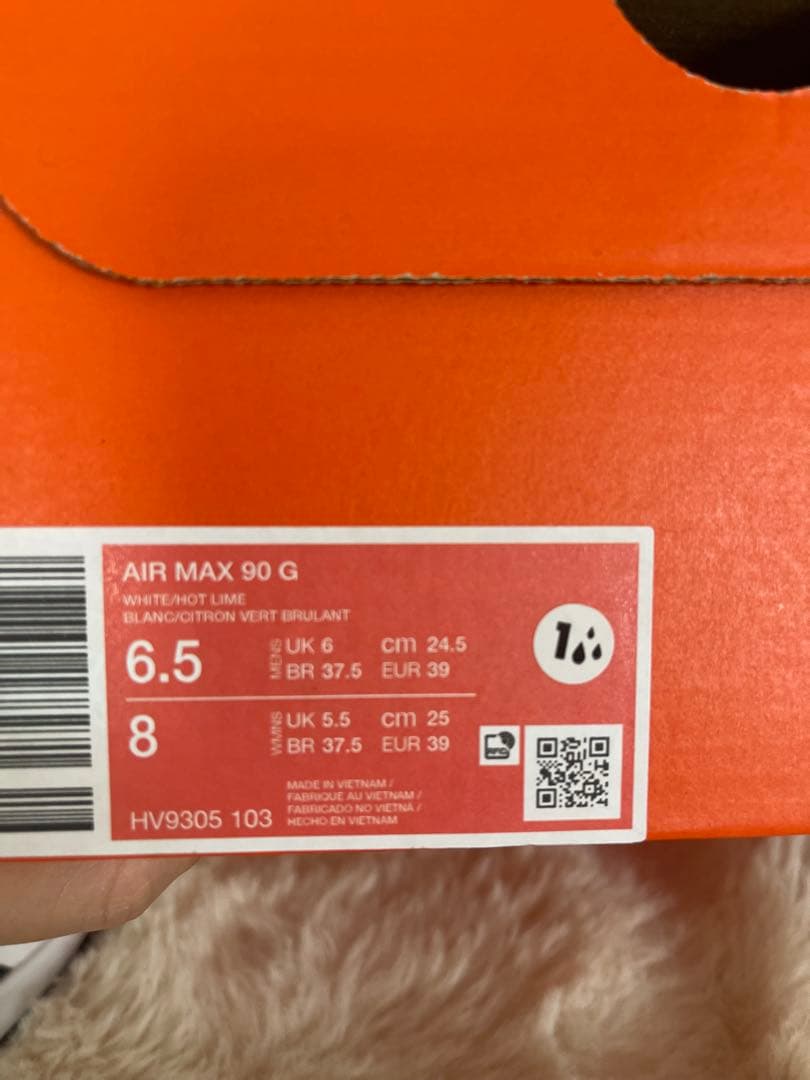 AIR MAX 90 G
WHITE/HOT LIME
BLANC/CITRON VERT BRULANT
6.5 MENS UK 6 cm 24.5
BR 37.5 EUR 39
8 WMNS UK 5.5 cm 25
BR 37.5 EUR 39
1
HV9305 103
MADE IN VIETNAM /
FABRIQUE AU VIETNAM /
FABRICADO NO VIETNÃ /
HECHO EN VIETNAM